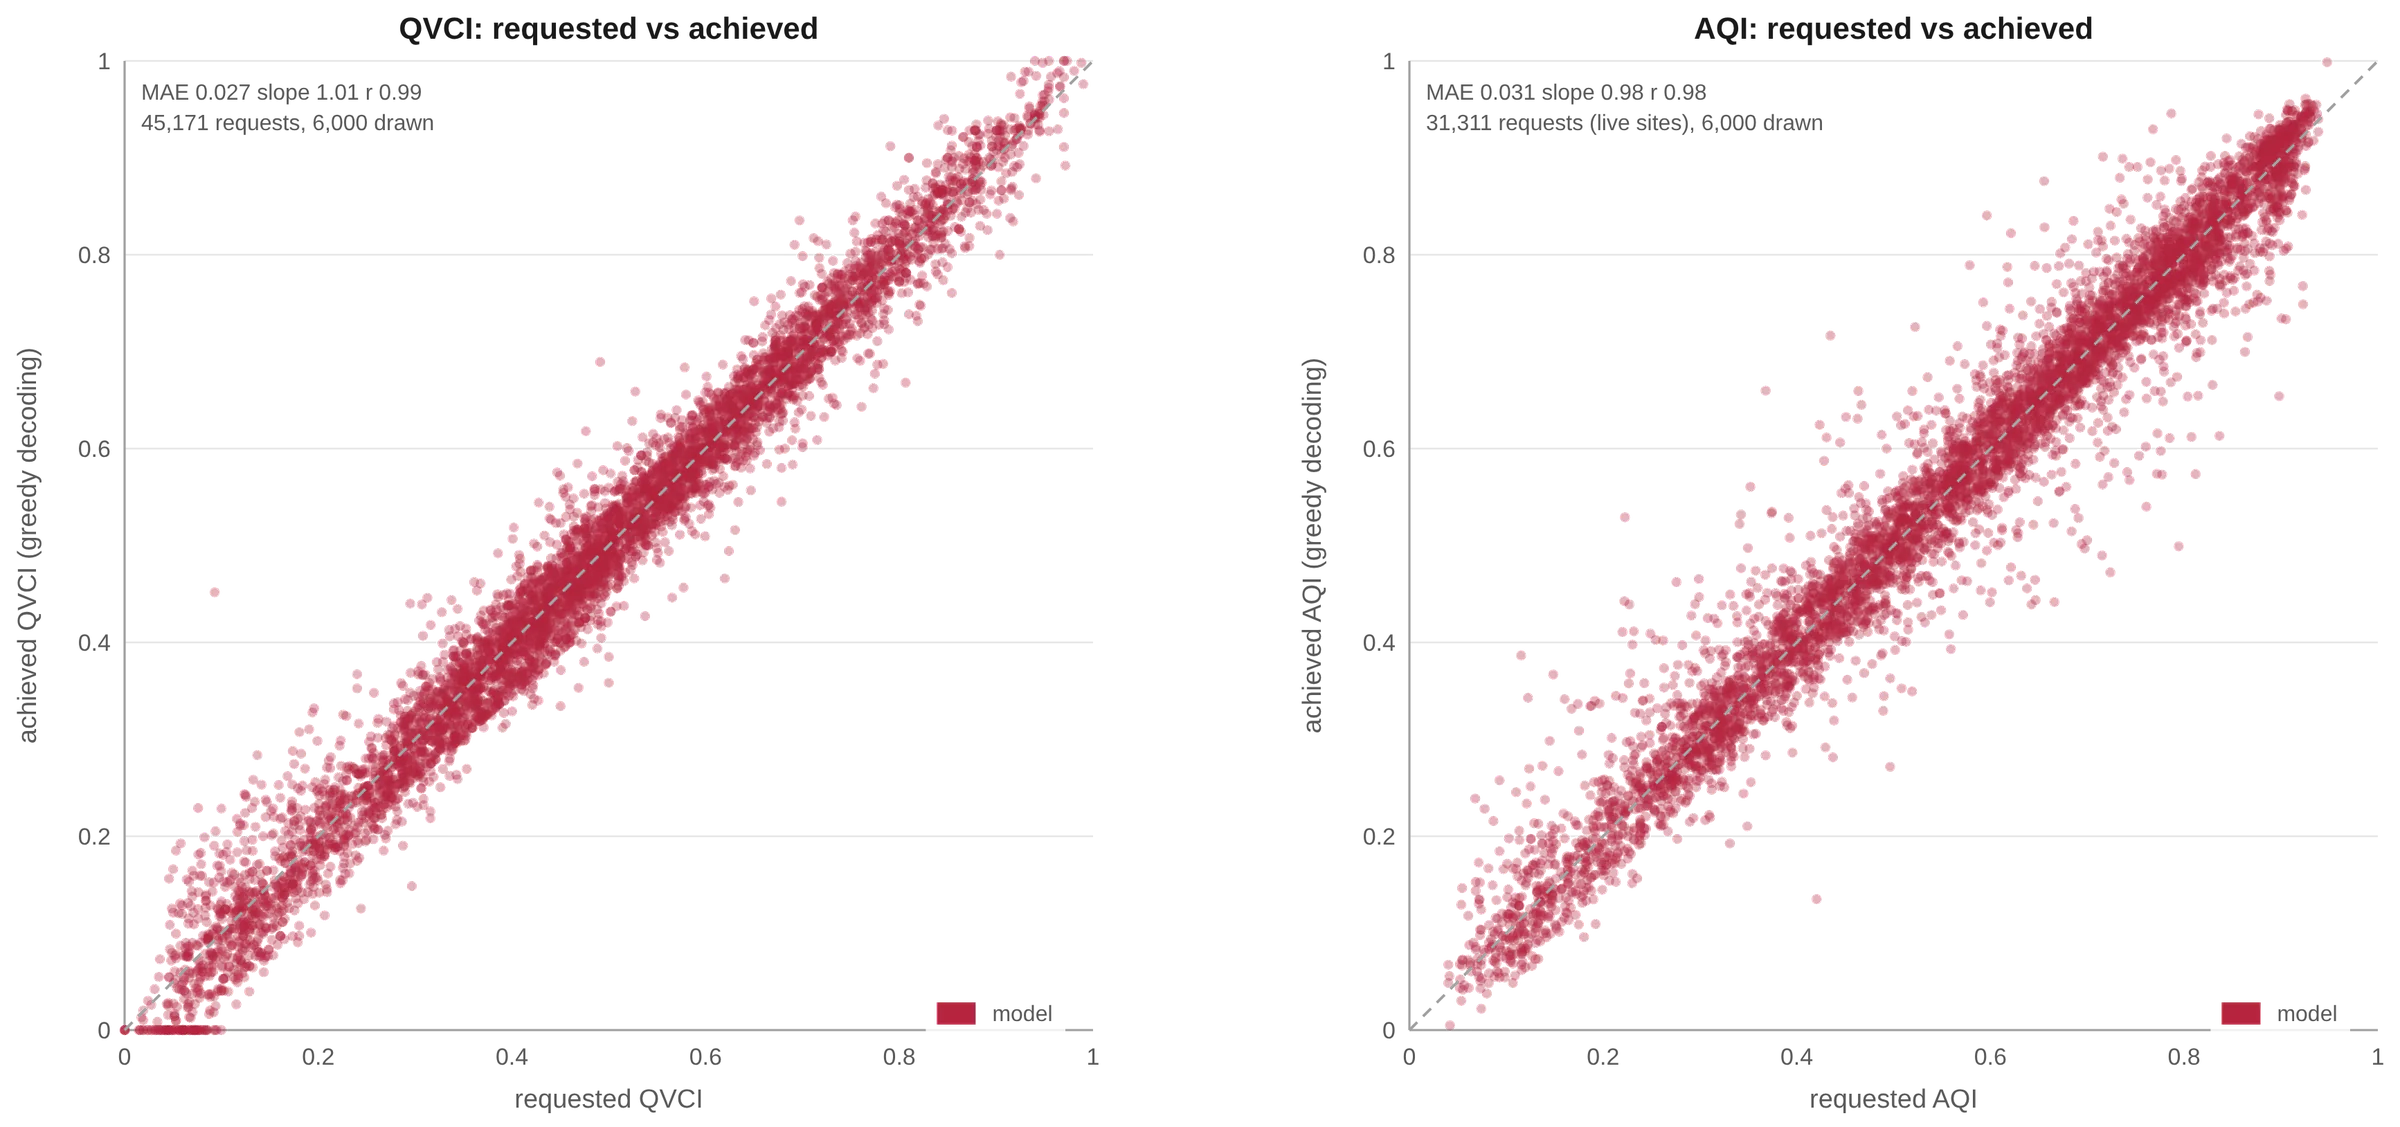 QVCI: requested vs achieved
MAE 0.027 slope 1.01 r 0.99
45,171 requests, 6,000 drawn
achieved QVCI (greedy decoding)
1
0.8
0.6
0.4
0.2
0
0
0.2
0.4
0.6
0.8
1
requested QVCI
model
AQI: requested vs achieved
MAE 0.031 slope 0.98 r 0.98
31,311 requests (live sites), 6,000 drawn
achieved AQI (greedy decoding)
1
0.8
0.6
0.4
0.2
0
0
0.2
0.4
0.6
0.8
1
requested AQI
model